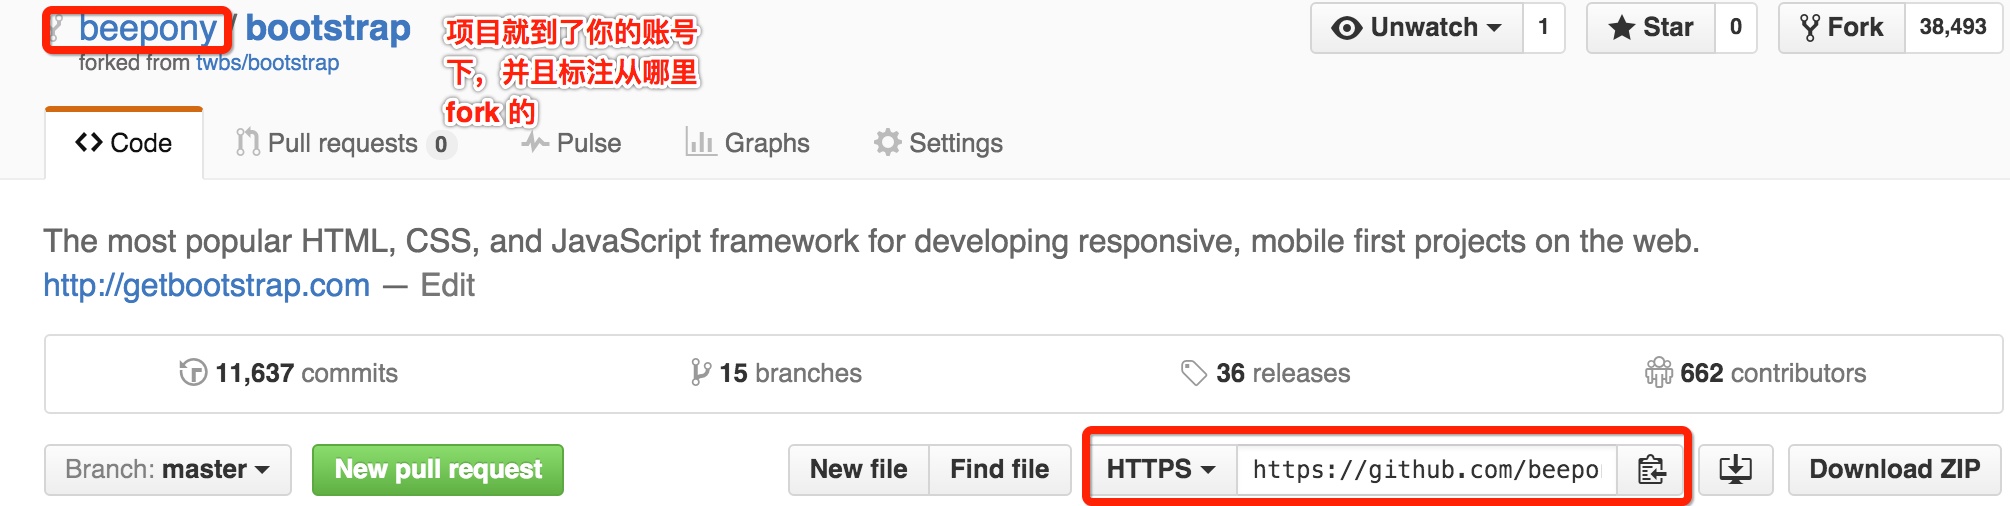 beepony / bootstrap
forked from twbs/bootstrap
项目就到了你的账号
下，并且标注从哪里
fork 的
Unwatch 1
Star 0
Fork 38,493
Code
Pull requests 0
Pulse
Graphs
Settings
The most popular HTML, CSS, and JavaScript framework for developing responsive, mobile first projects on the web.
http://getbootstrap.com — Edit
11,637 commits
15 branches
36 releases
662 contributors
Branch: master
New pull request
New file
Find file
HTTPS
https://github.com/beepo
Download ZIP